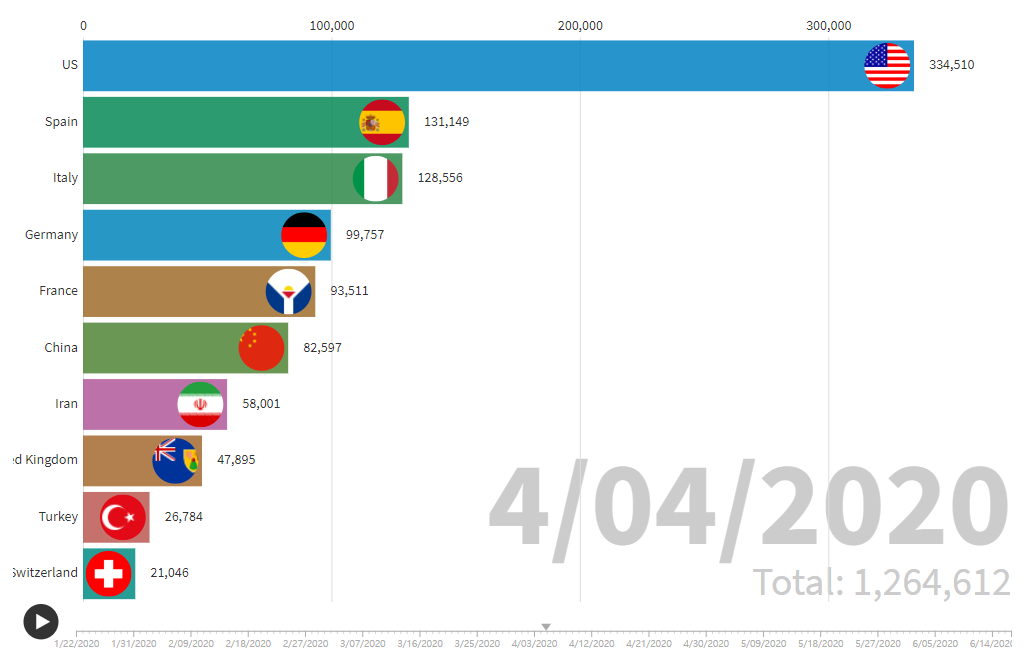 0 100,000 200,000 300,000
US 334,510
Spain 131,149
Italy 128,556
Germany 99,757
France 93,511
China 82,597
Iran 58,001
d Kingdom 47,895
Turkey 26,784
Switzerland 21,046
4/04/2020
Total: 1,264,612
1/22/2020 1/31/2020 2/09/2020 2/18/2020 2/27/2020 3/07/2020 3/16/2020 3/25/2020 4/03/2020 4/12/2020 4/21/2020 4/30/2020 5/09/2020 5/18/2020 5/27/2020 6/05/2020 6/14/2020